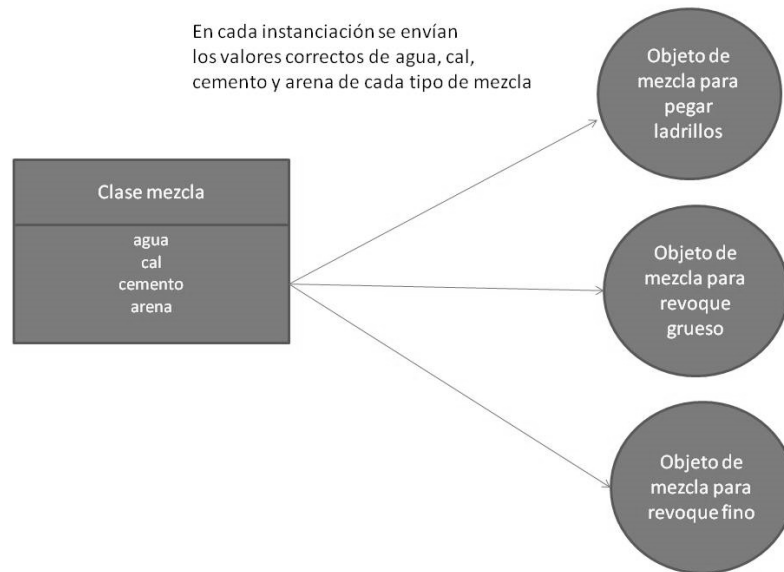 En cada instanciación se envían
los valores correctos de agua, cal,
cemento y arena de cada tipo de mezcla
Clase mezcla
agua
cal
cemento
arena
Objeto de
mezcla para
pegar
ladrillos
Objeto de
mezcla para
revoque
grueso
Objeto de
mezcla para
revoque fino